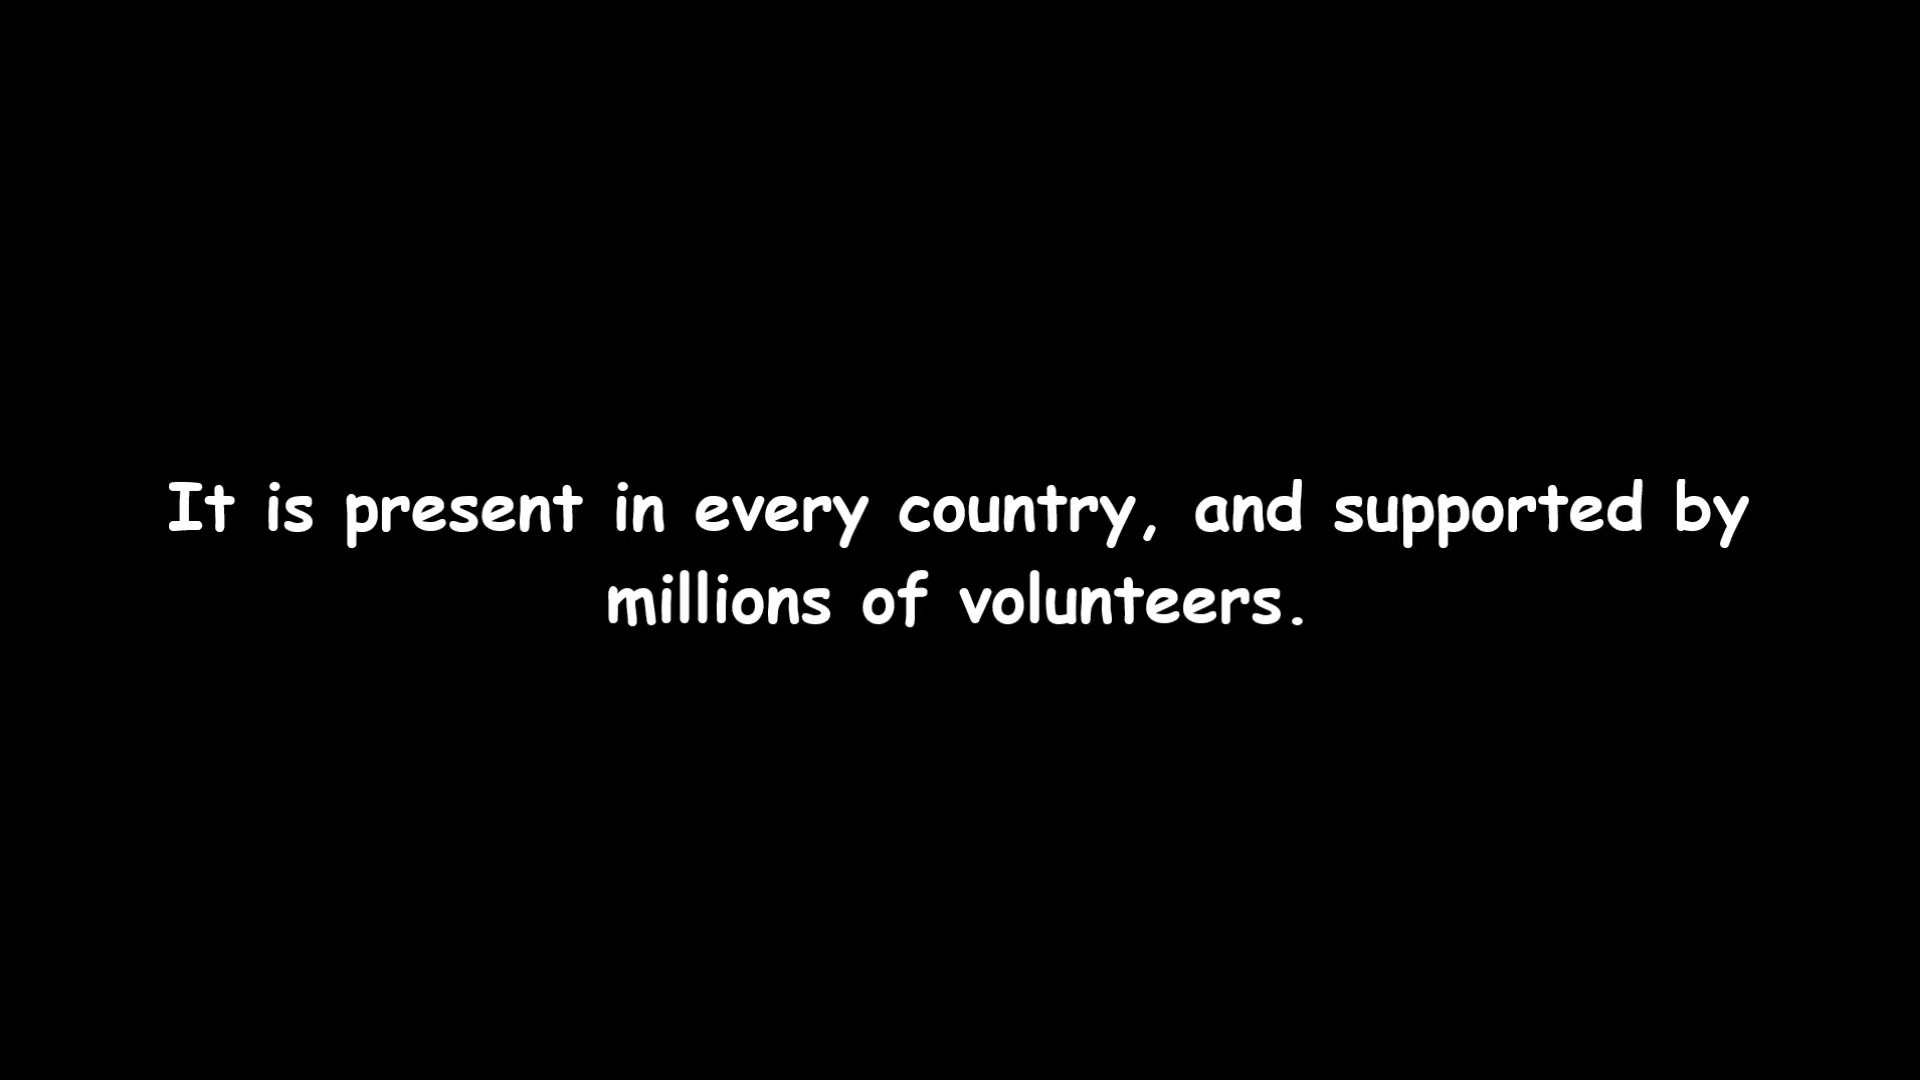 It is present in every country, and supported by
millions of volunteers.